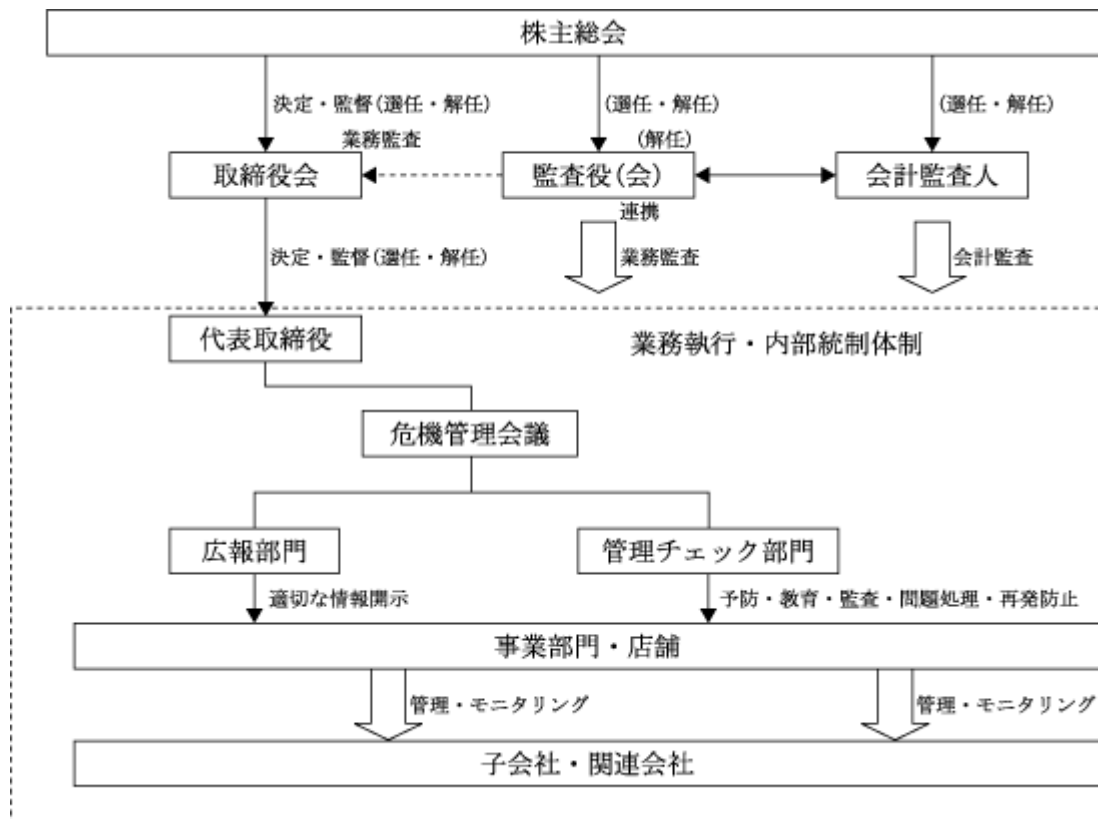 株主総会
決定・監督(選任・解任)
(選任・解任)
(選任・解任)
業務監査
(解任)
取締役会
監査役(会)
会計監査人
連携
決定・監督(選任・解任)
業務監査
会計監査
代表取締役
業務執行・内部統制体制
危機管理会議
広報部門
管理チェック部門
適切な情報開示
予防・教育・監査・問題処理・再発防止
事業部門・店舗
管理・モニタリング
管理・モニタリング
子会社・関連会社